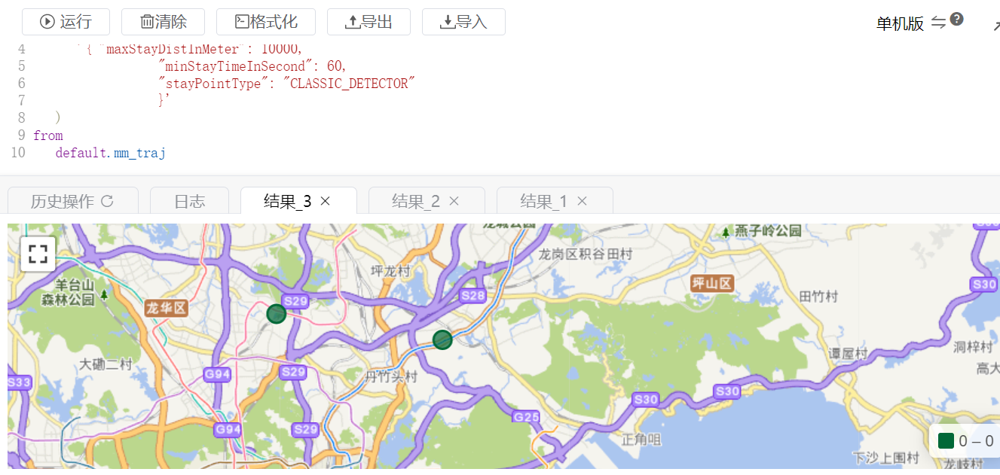 运行 清除 格式化 导出 导入 单机版
4 '{ "maxStayDistInMeter": 10000,
5 "minStayTimeInSecond": 60,
6 "stayPointType": "CLASSIC_DETECTOR"
7 }'
8 )
9 from
10 default.mm_traj
历史操作 日志 结果_3 × 结果_2 × 结果_1 ×
燕子岭公园
龙岗区积谷田村
坪龙村
羊台山
森林公园
坪山区
S30
S29
S28
田竹村
龙华区
洞梓村
谭屋村
大磡二村
G94
S29
丹竹头村
S33
S30
S30
G25
G94
S29
正角咀
0 – 0
下沙上围村
龙岐村